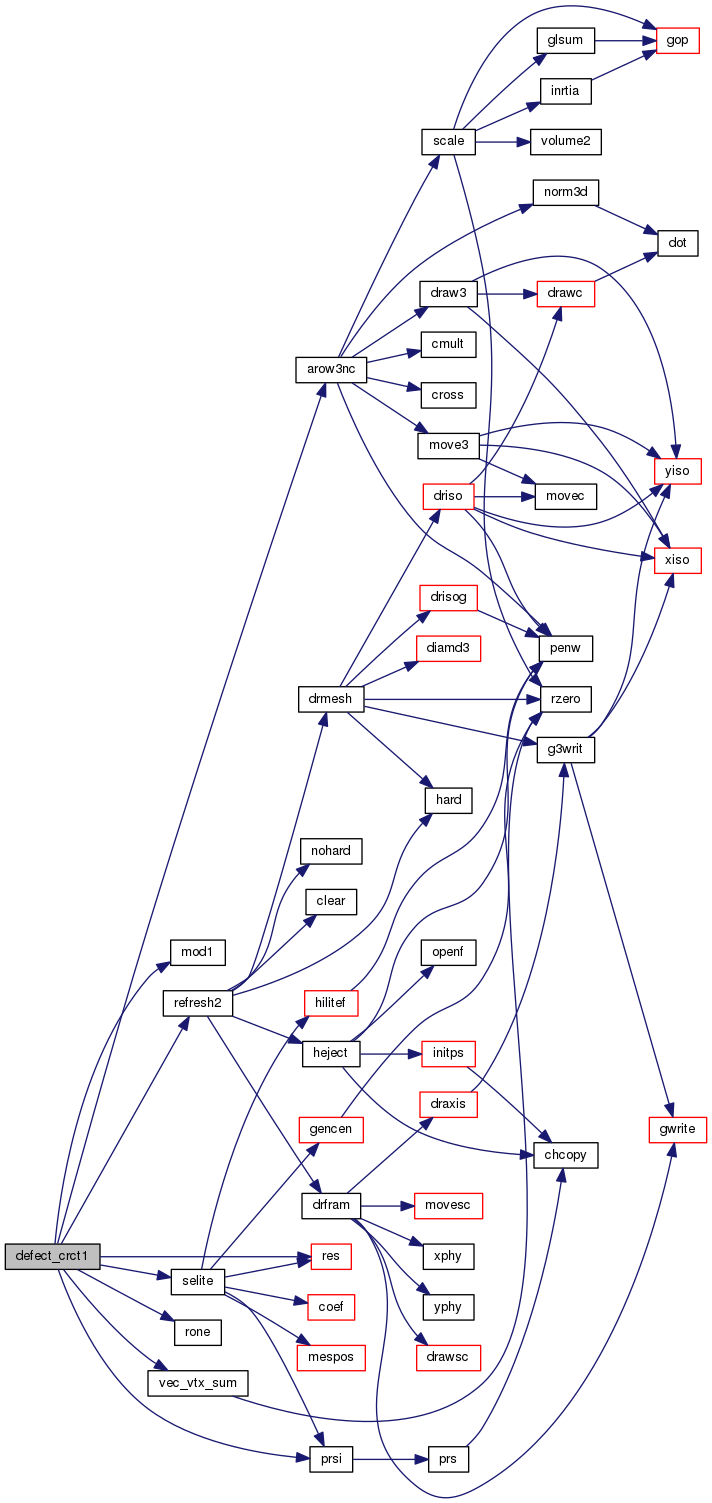 glsum
gop
inrtia
scale
volume2
norm3d
dot
draw3
drawc
cmult
arow3nc
cross
move3
yiso
driso
movec
xiso
drisog
diamd3
penw
drmesh
rzero
g3writ
hard
nohard
clear
mod1
openf
refresh2
hilitef
heject
initps
draxis
gencen
gwrite
chcopy
drfram
movesc
defect_crct1
res
xphy
selite
coef
yphy
rone
mespos
drawsc
vec_vtx_sum
prsi
prs